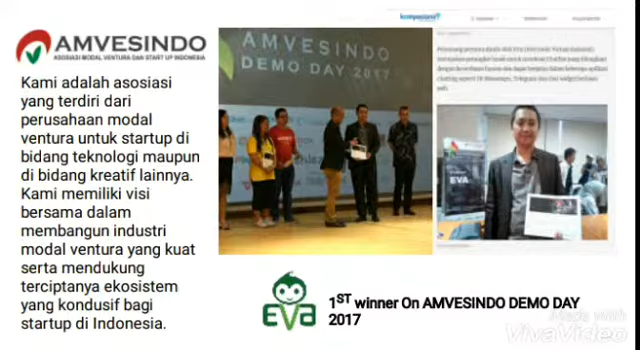 AMVESINDO
ASOSIASI MODAL VENTURA DAN START UP INDONESIA
Kami adalah asosiasi
yang terdiri dari
perusahaan modal
ventura untuk startup di
bidang teknologi maupun
di bidang kreatif lainnya.
Kami memiliki visi
bersama dalam
membangun industri
modal ventura yang kuat
serta mendukung
terciptanya ekosistem
yang kondusif bagi
startup di Indonesia.
AMVESINDO
DEMO DAY 2017
kompasiana
EVA
EVA
1ST winner On AMVESINDO DEMO DAY
2017
Made with
VivaVideo